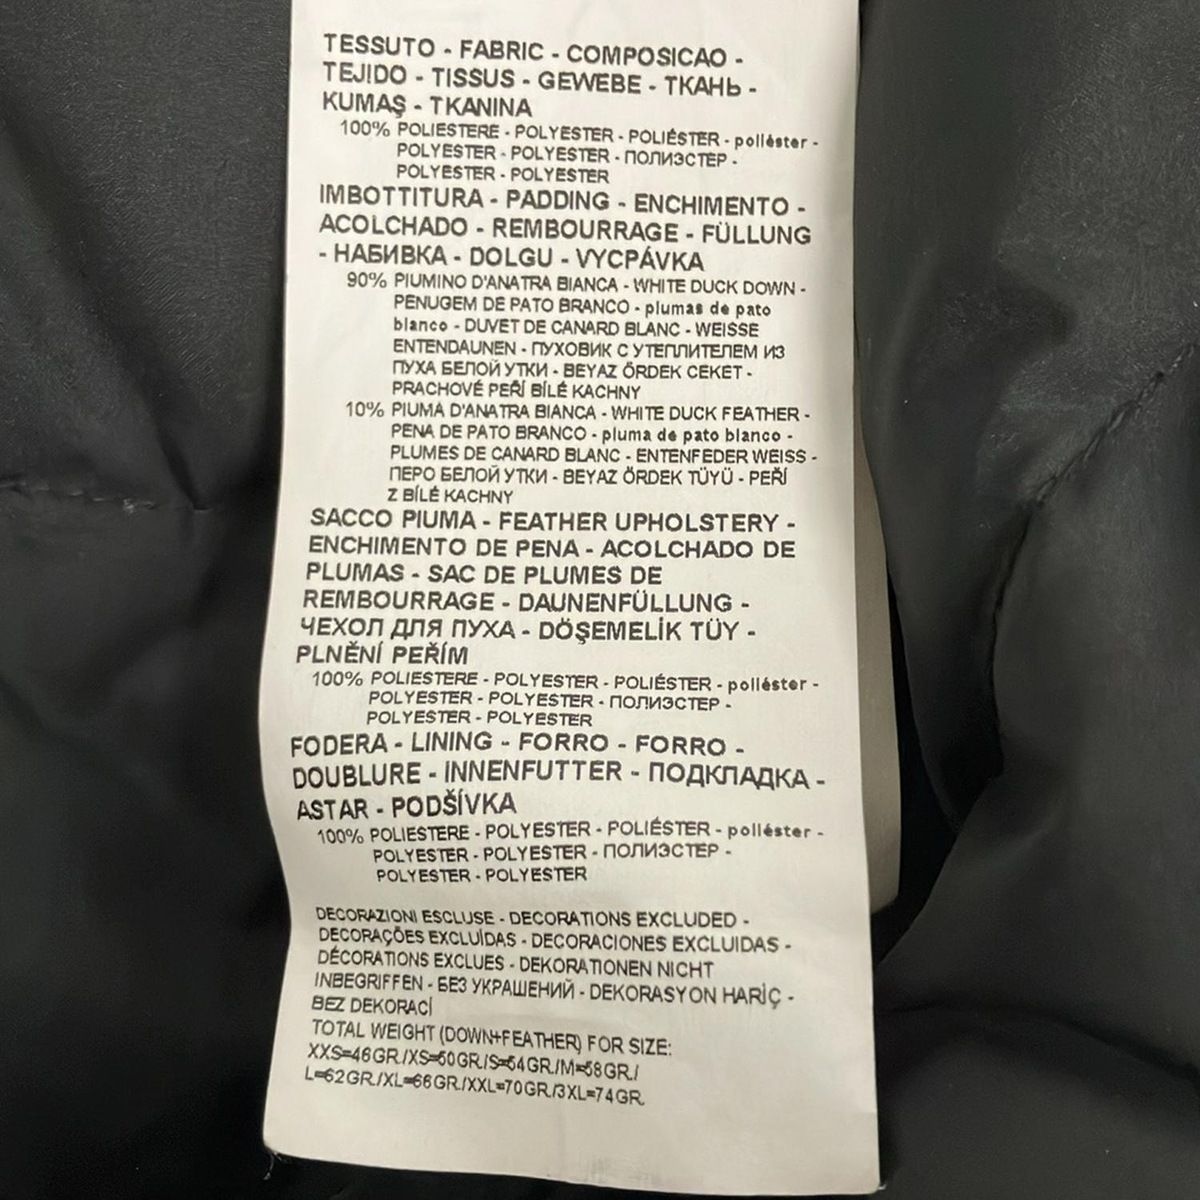 TESSUTO - FABRIC - COMPOSICAO -
TEJIDO - TISSUS - GEWEBE - ТКАНЬ -
KUMAŞ - TKANINA
100% POLIESTERE - POLYESTER - POLIÉSTER - poliéster -
POLYESTER - POLYESTER - ПОЛИЭСТЕР -
POLYESTER - POLYESTER
IMBOTTITURA - PADDING - ENCHIMENTO -
ACOLCHADO - REMBOURRAGE - FÜLLUNG
- НАБИВКА - DOLGU - VYCPÁVKA
90% PIUMINO D'ANATRA BIANCA - WHITE DUCK DOWN -
PENUGEM DE PATO BRANCO - plumas de pato
blanco - DUVET DE CANARD BLANC - WEISSE
ENTENDAUNEN - ПУХОВИК С УТЕПЛИТЕЛЕМ ИЗ
ПУХА БЕЛОЙ УТКИ - BEYAZ ÖRDEK CEKET -
PRACHOVÉ PEŘÍ BÍLÉ KACHNY
10% PIUMA D'ANATRA BIANCA - WHITE DUCK FEATHER -
PENA DE PATO BRANCO - pluma de pato blanco -
PLUMES DE CANARD BLANC - ENTENFEDER WEISS -
ПЕРО БЕЛОЙ УТКИ - BEYAZ ÖRDEK TÜYÜ - PEŘÍ
Z BÍLÉ KACHNY
SACCO PIUMA - FEATHER UPHOLSTERY -
ENCHIMENTO DE PENA - ACOLCHADO DE
PLUMAS - SAC DE PLUMES DE
REMBOURRAGE - DAUNENFÜLLUNG -
ЧЕХОЛ ДЛЯ ПУХА - DÖŞEMELİK TÜY -
PLNĚNÍ PEŘÍM
100% POLIESTERE - POLYESTER - POLIÉSTER - poliéster -
POLYESTER - POLYESTER - ПОЛИЭСТЕР -
POLYESTER - POLYESTER
FODERA - LINING - FORRO - FORRO -
DOUBLURE - INNENFUTTER - ПОДКЛАДКА -
ASTAR - PODŠÍVKA
100% POLIESTERE - POLYESTER - POLIÉSTER - poliéster -
POLYESTER - POLYESTER - ПОЛИЭСТЕР -
POLYESTER - POLYESTER
DECORAZIONI ESCLUSE - DECORATIONS EXCLUDED -
DECORAÇÕES EXCLUÍDAS - DECORACIONES EXCLUIDAS -
DÉCORATIONS EXCLUES - DEKORATIONEN NICHT
INBEGRIFFEN - БЕЗ УКРАШЕНИЙ - DEKORASYON HARİÇ -
BEZ DEKORACÍ
TOTAL WEIGHT (DOWN+FEATHER) FOR SIZE:
XXS=46GR./XS=50GR./S=54GR./M=58GR./
L=62GR./XL=66GR./XXL=70GR./3XL=74GR.